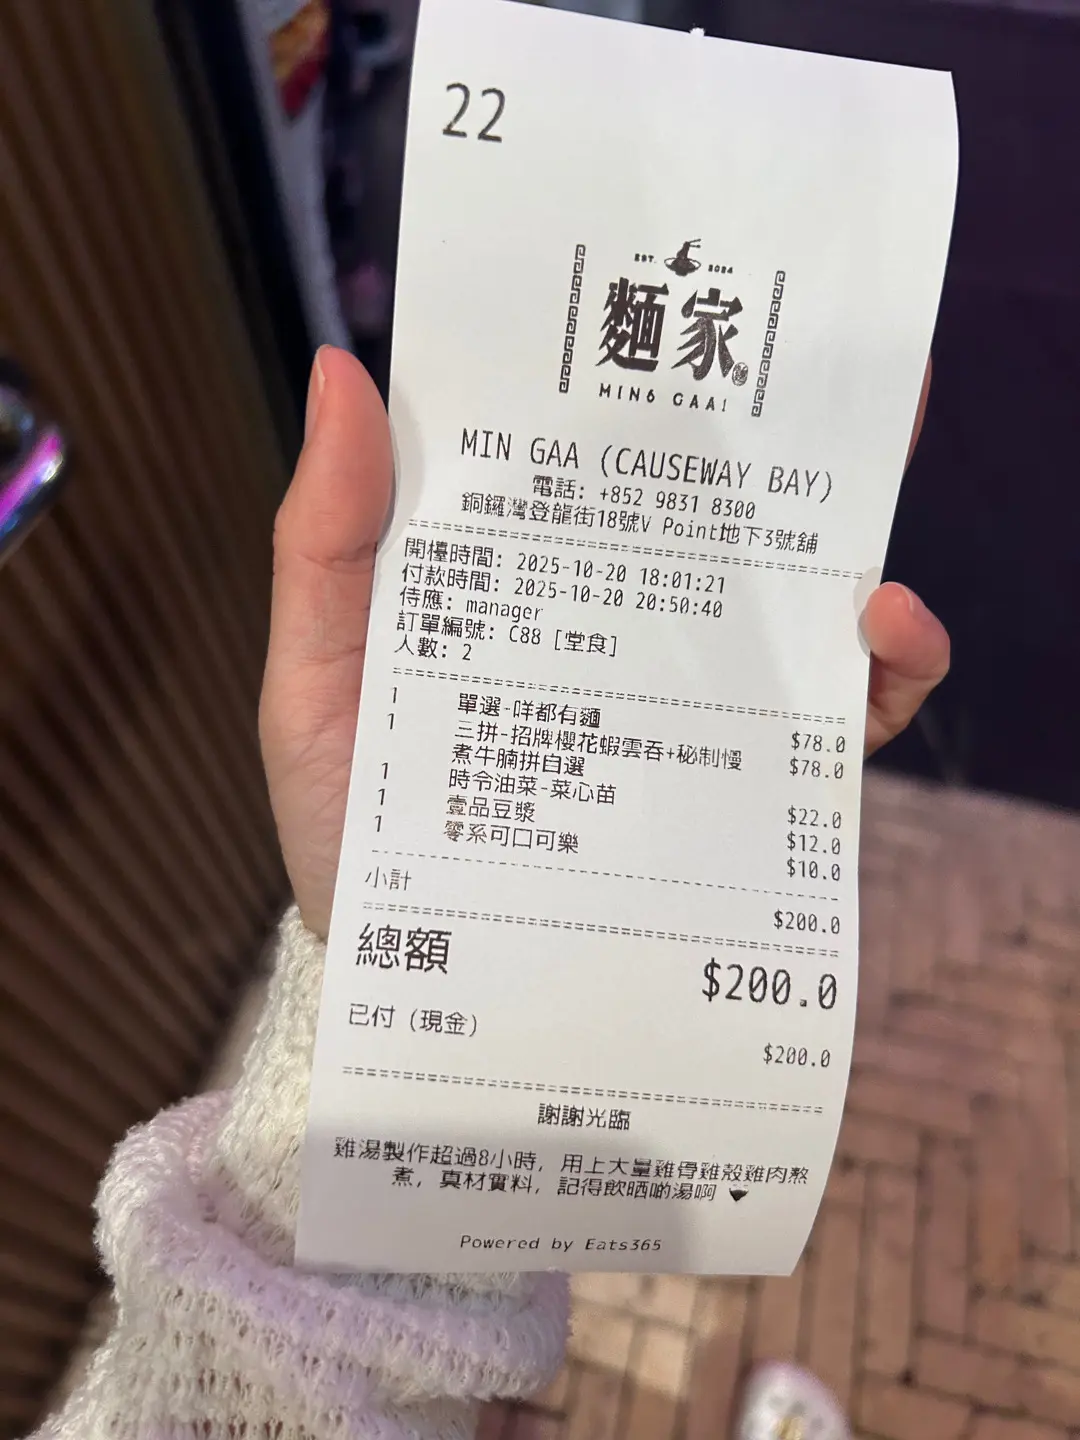 22
EST. 2024
麵家
MING GAA!
MIN GAA (CAUSEWAY BAY)
電話: +852 9831 8300
銅鑼灣登龍街18號V Point地下3號舖
開檯時間: 2025-10-20 18:01:21
付款時間: 2025-10-20 20:50:40
侍應: manager
訂單編號: C88 [堂食]
人數: 2
1 單選-咩都有麵 $78.0
1 三拼-招牌櫻花蝦雲吞+秘制慢 $78.0
煮牛腩拼自選
1 時令油菜-菜心苗 $22.0
1 壹品豆漿 $12.0
1 零系可口可樂 $10.0
小計 $200.0
總額 $200.0
已付 (現金) $200.0
謝謝光臨
雞湯製作超過8小時, 用上大量雞骨雞殼雞肉熬
煮, 真材實料, 記得飲晒啲湯啊
Powered by Eats365